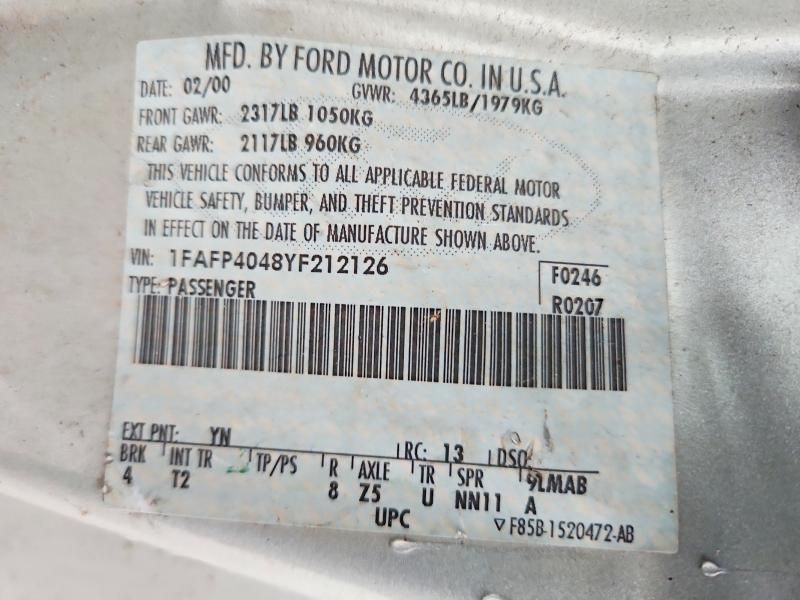 MFD. BY FORD MOTOR CO. IN U.S.A.
DATE: 02/00 GVWR: 4365LB/1979KG
FRONT GAWR: 2317LB 1050KG
REAR GAWR: 2117LB 960KG
THIS VEHICLE CONFORMS TO ALL APPLICABLE FEDERAL MOTOR
VEHICLE SAFETY, BUMPER, AND THEFT PREVENTION STANDARDS
IN EFFECT ON THE DATE OF MANUFACTURE SHOWN ABOVE.
VIN: 1FAFP4048YF212126 F0246
TYPE: PASSENGER R0207
EXT PNT: YN RC: 13 DSO:
BRK INT TR TP/PS R AXLE TR SPR 9LMAB
4 T2 8 Z5 U NN11 A
UPC ▽F85B-1520472-AB